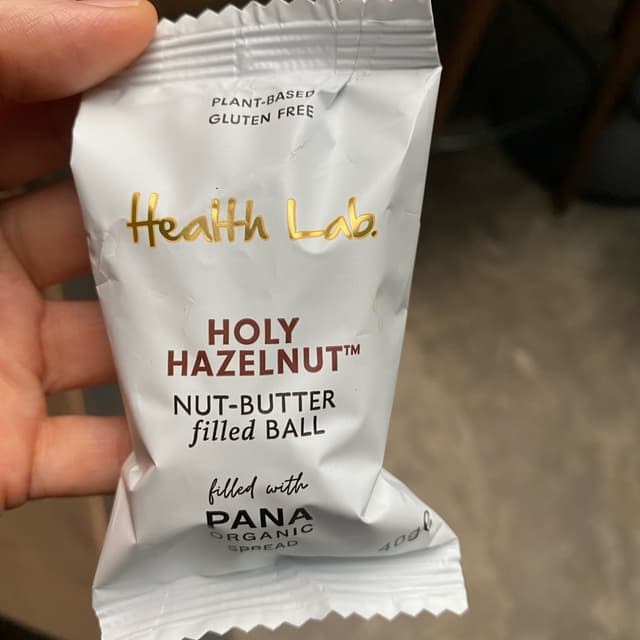 PLANT-BASED
GLUTEN FREE
Health Lab.
HOLY
HAZELNUT™
NUT-BUTTER
filled BALL
filled with
PANA
ORGANIC
SPREAD
40g e